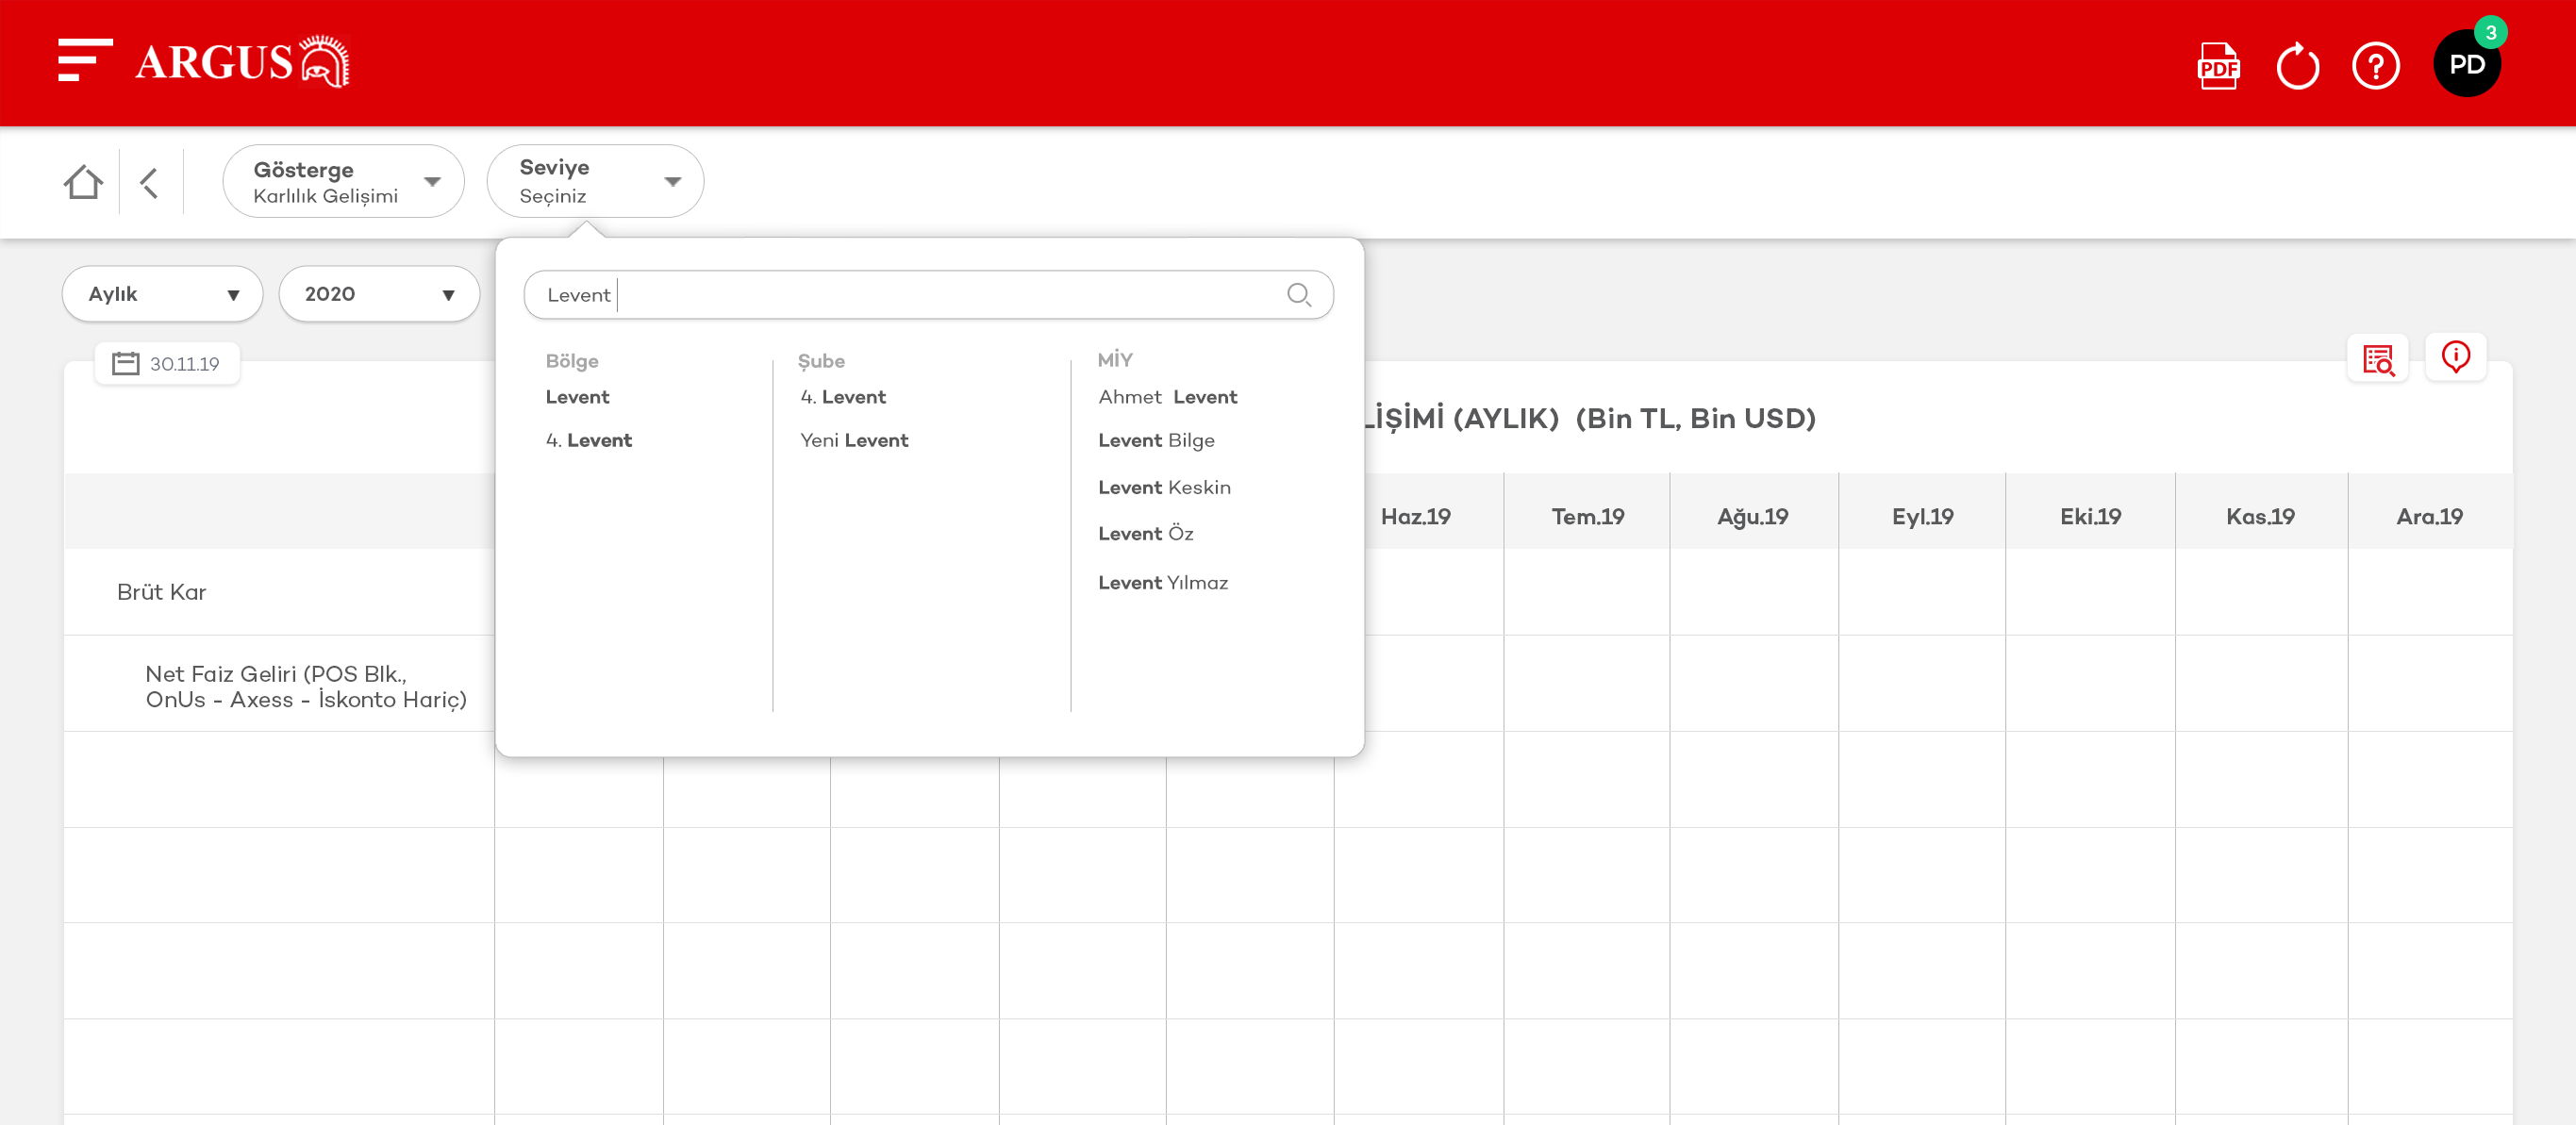 ARGUS
PDF
?
PD
3
Gösterge
Karlılık Gelişimi
Seviye
Seçiniz
Aylık
2020
Levent
30.11.19
Bölge
Levent
4. Levent
Şube
4. Levent
Yeni Levent
MİY
Ahmet Levent
Levent Bilge
Levent Keskin
Levent Öz
Levent Yılmaz
LİŞİMİ (AYLIK) (Bin TL, Bin USD)
Haz.19 Tem.19 Ağu.19 Eyl.19 Eki.19 Kas.19 Ara.19
Brüt Kar
Net Faiz Geliri (POS Blk.,
OnUs - Axess - İskonto Hariç)